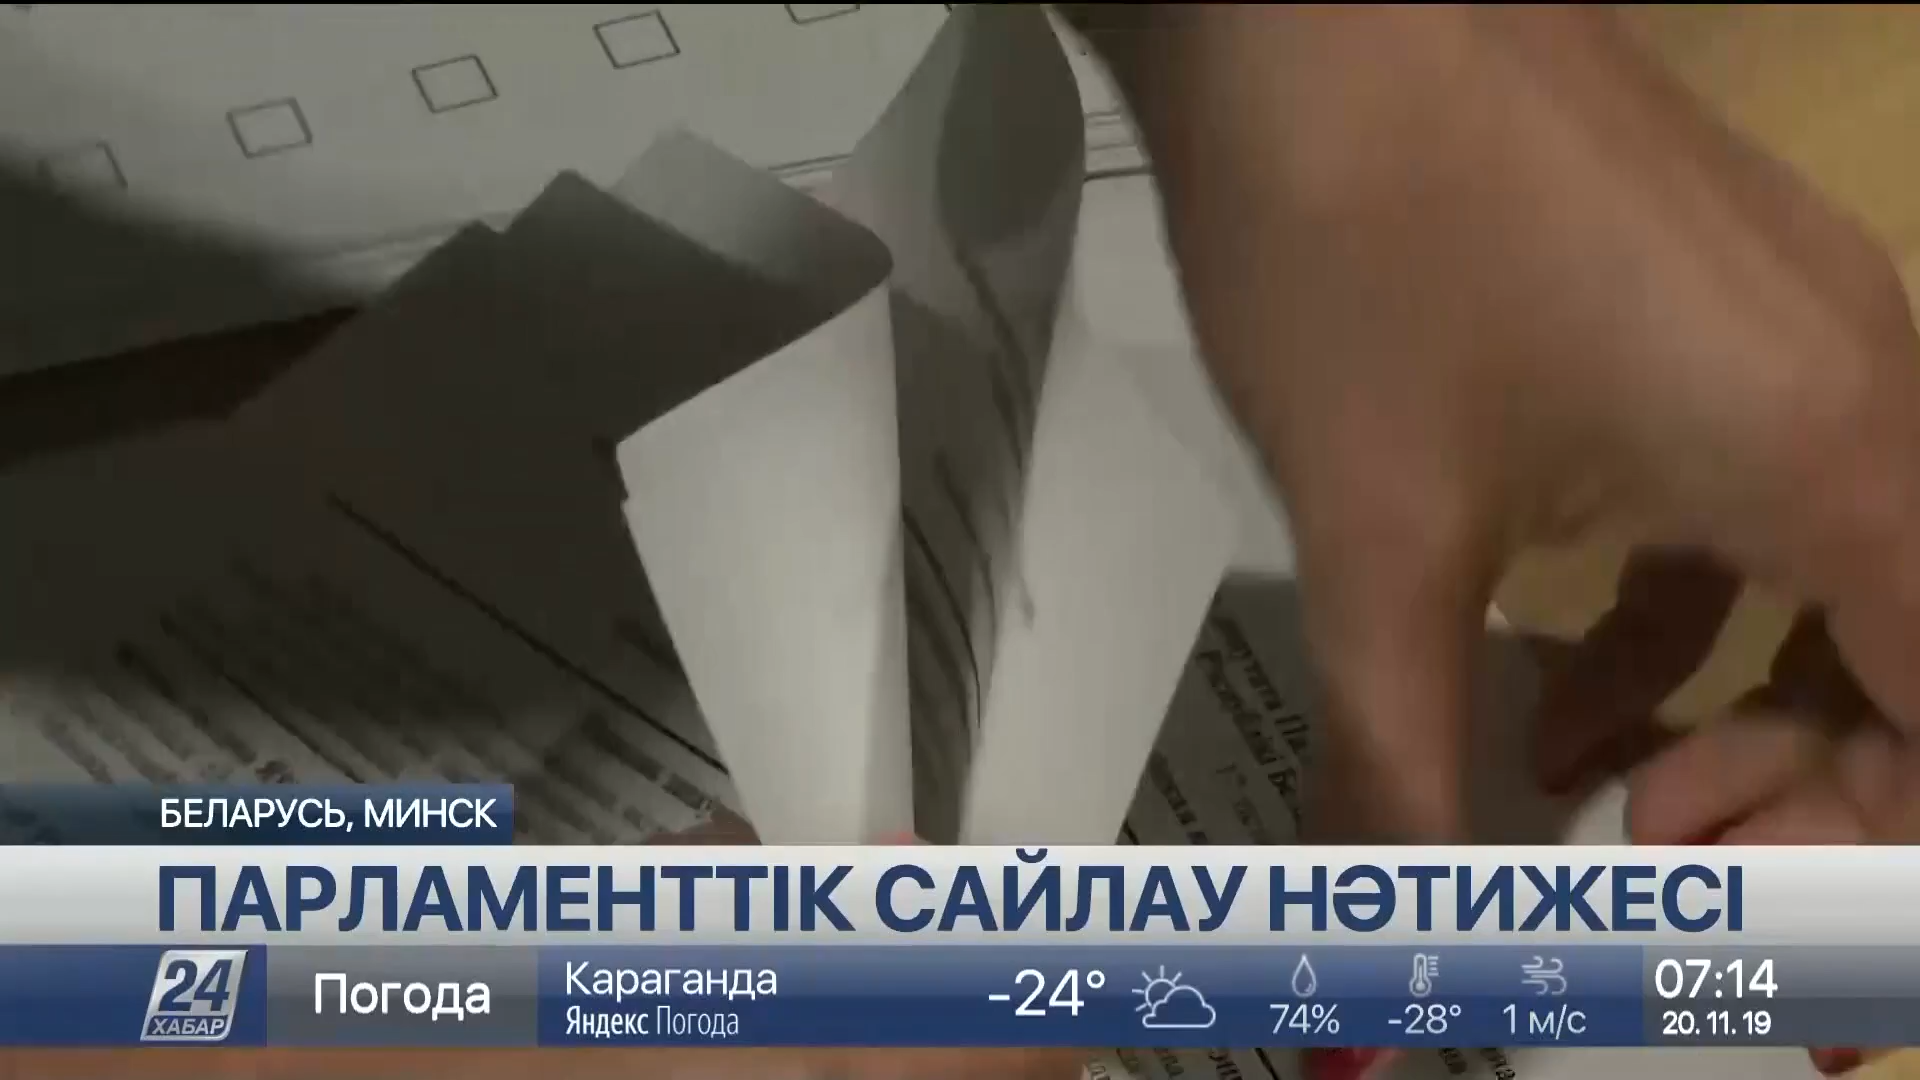 БЕЛАРУСЬ, МИНСК
ПАРЛАМЕНТТІК САЙЛАУ НӘТИЖЕСІ
24
ХАБАР
Погода
Караганда
Яндекс Погода
-24°
74%
-28°
1 м/с
07:14
20.11.19